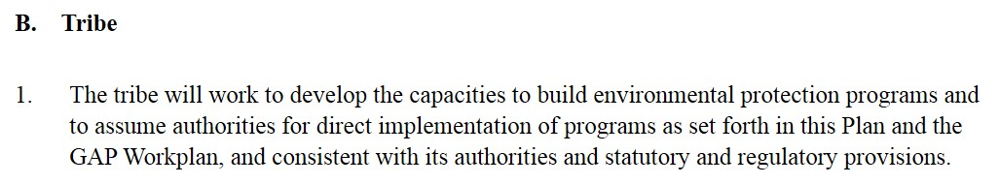 B. Tribe
1. The tribe will work to develop the capacities to build environmental protection programs and
to assume authorities for direct implementation of programs as set forth in this Plan and the
GAP Workplan, and consistent with its authorities and statutory and regulatory provisions.